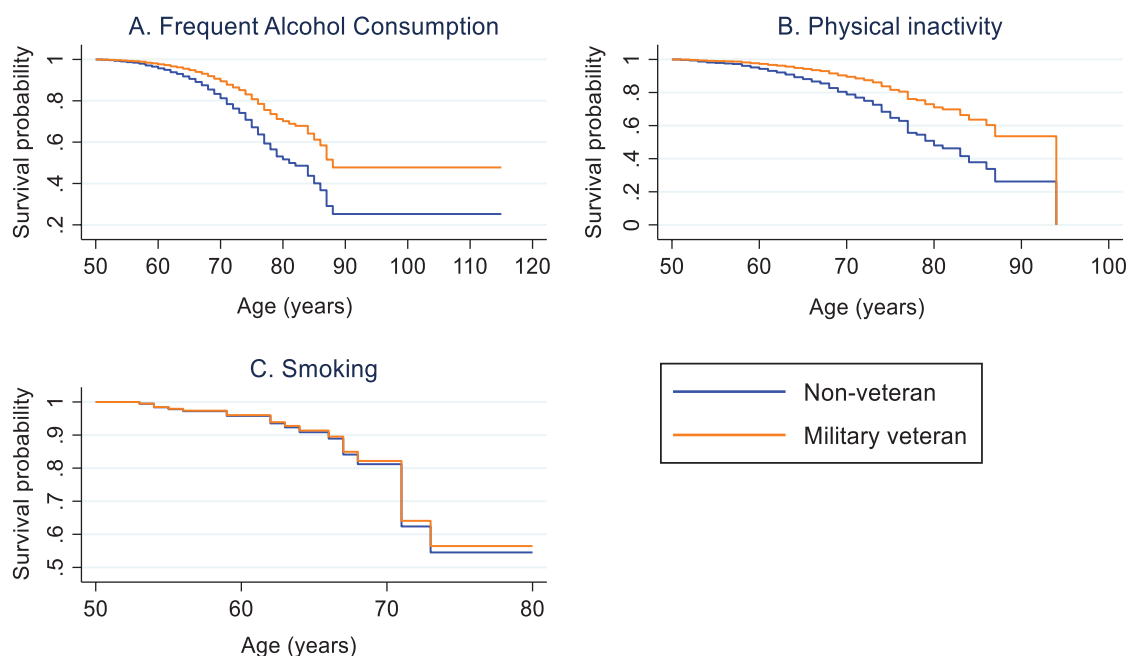 A. Frequent Alcohol Consumption
Survival probability
1
.8
.6
.4
.2
50 60 70 80 90 100 110 120
Age (years)
B. Physical inactivity
Survival probability
1
.8
.6
.4
.2
0
50 60 70 80 90 100
Age (years)
C. Smoking
Survival probability
1
.9
.8
.7
.6
.5
50 60 70 80
Age (years)
Non-veteran
Military veteran